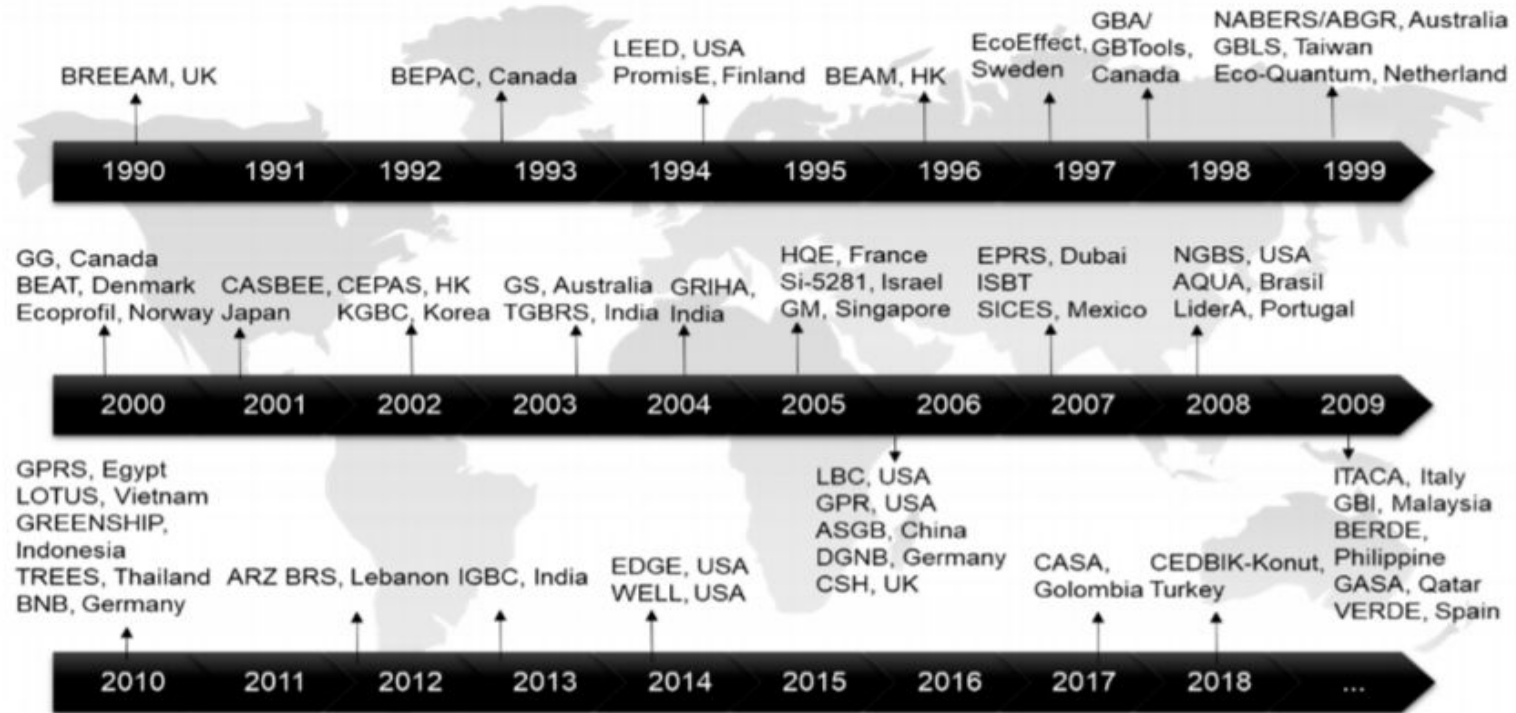 BREEAM, UK
BEPAC, Canada
LEED, USA
PromisE, Finland
BEAM, HK
EcoEffect,
Sweden
GBA/
GBTools,
Canada
NABERS/ABGR, Australia
GBLS, Taiwan
Eco-Quantum, Netherland
1990 1991 1992 1993 1994 1995 1996 1997 1998 1999
GG, Canada
BEAT, Denmark
Ecoprofil, Norway
CASBEE,
Japan
CEPAS, HK
KGBC, Korea
GS, Australia
TGBRS, India
GRIHA,
India
HQE, France
Si-5281, Israel
GM, Singapore
EPRS, Dubai
ISBT
SICES, Mexico
NGBS, USA
AQUA, Brasil
LiderA, Portugal
2000 2001 2002 2003 2004 2005 2006 2007 2008 2009
LBC, USA
GPR, USA
ASGB, China
DGNB, Germany
CSH, UK
ITACA, Italy
GBI, Malaysia
BERDE,
Philippine
GASA, Qatar
VERDE, Spain
GPRS, Egypt
LOTUS, Vietnam
GREENSHIP,
Indonesia
TREES, Thailand
BNB, Germany
ARZ BRS, Lebanon
IGBC, India
EDGE, USA
WELL, USA
CASA,
Golombia
CEDBIK-Konut,
Turkey
2010 2011 2012 2013 2014 2015 2016 2017 2018 ...